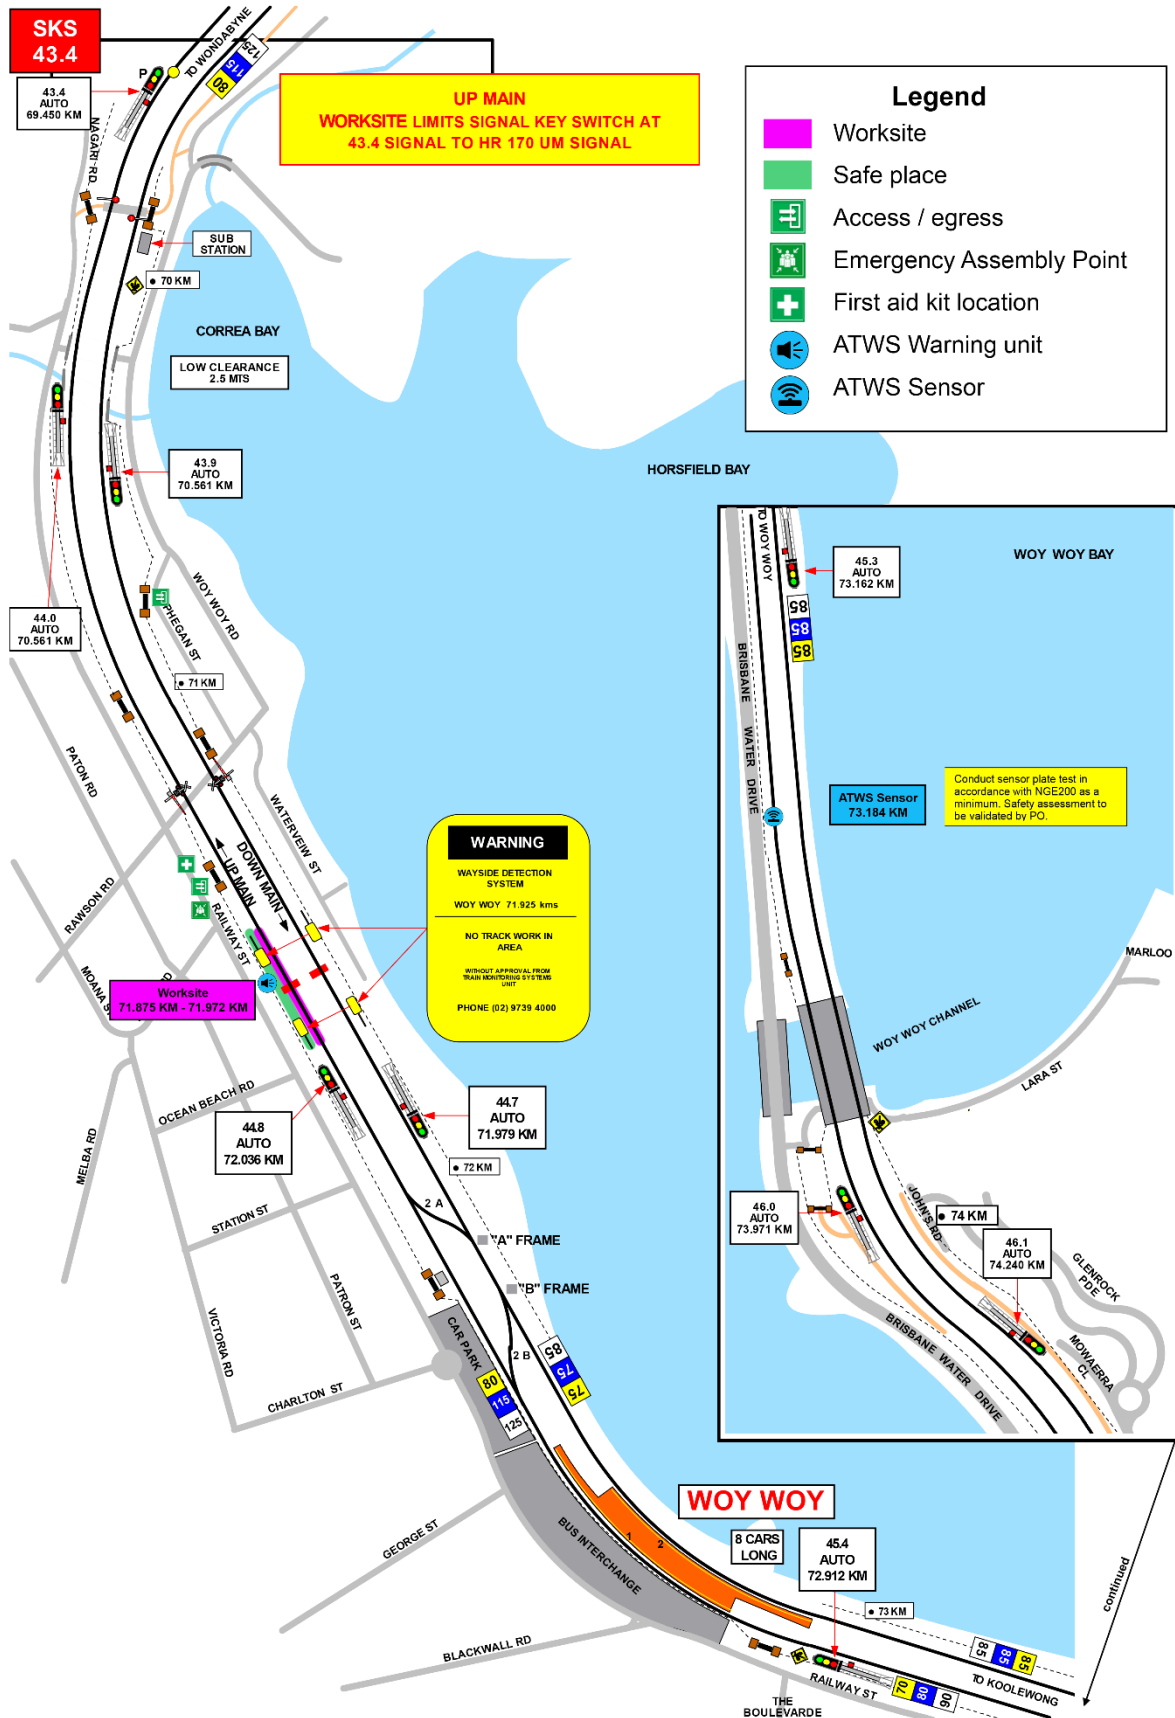 SKS
43.4
43.4
AUTO
69.450 KM
P
TO WONDABYNE
125
115
80
UP MAIN
WORKSITE LIMITS SIGNAL KEY SWITCH AT
43.4 SIGNAL TO HR 170 UM SIGNAL
Legend
Worksite
Safe place
Access / egress
Emergency Assembly Point
First aid kit location
ATWS Warning unit
ATWS Sensor
NAGARI RD
SUB
STATION
70 KM
CORREA BAY
LOW CLEARANCE
2.5 MTS
43.9
AUTO
70.561 KM
HORSFIELD BAY
44.0
AUTO
70.561 KM
WOY WOY RD
PHEGAN ST
71 KM
PATON RD
WATERVEIW ST
RAWSON RD
UP MAIN
DOWN MAIN
RAILWAY ST
MOANA ST
RD
Worksite
71.875 KM - 71.972 KM
WARNING
WAYSIDE DETECTION
SYSTEM
WOY WOY 71.925 kms
NO TRACK WORK IN
AREA
WITHOUT APPROVAL FROM
TRAIN MONITORING SYSTEMS
UNIT
PHONE (02) 9739 4000
OCEAN BEACH RD
MELBA RD
44.8
AUTO
72.036 KM
44.7
AUTO
71.979 KM
72 KM
2 A
STATION ST
"A" FRAME
"B" FRAME
VICTORIA RD
PATRON ST
CAR PARK
2 B
85
75
75
80
115
125
CHARLTON ST
GEORGE ST
BUS INTERCHANGE
1
2
WOY WOY
8 CARS
LONG
45.4
AUTO
72.912 KM
73 KM
BLACKWALL RD
RAILWAY ST
THE
BOULEVARDE
70
80
90
85
85
85
TO KOOLEWONG
continued
TO WOY WOY
45.3
AUTO
73.162 KM
85
85
85
WOY WOY BAY
BRISBANE WATER DRIVE
ATWS Sensor
73.184 KM
Conduct sensor plate test in
accordance with NGE200 as a
minimum. Safety assessment to
be validated by PO.
MARLOO
WOY WOY CHANNEL
LARA ST
46.0
AUTO
73.971 KM
JOHN'S RD
74 KM
46.1
AUTO
74.240 KM
GLENROCK
PDE
MOWAERRA
CL
BRISBANE WATER DRIVE